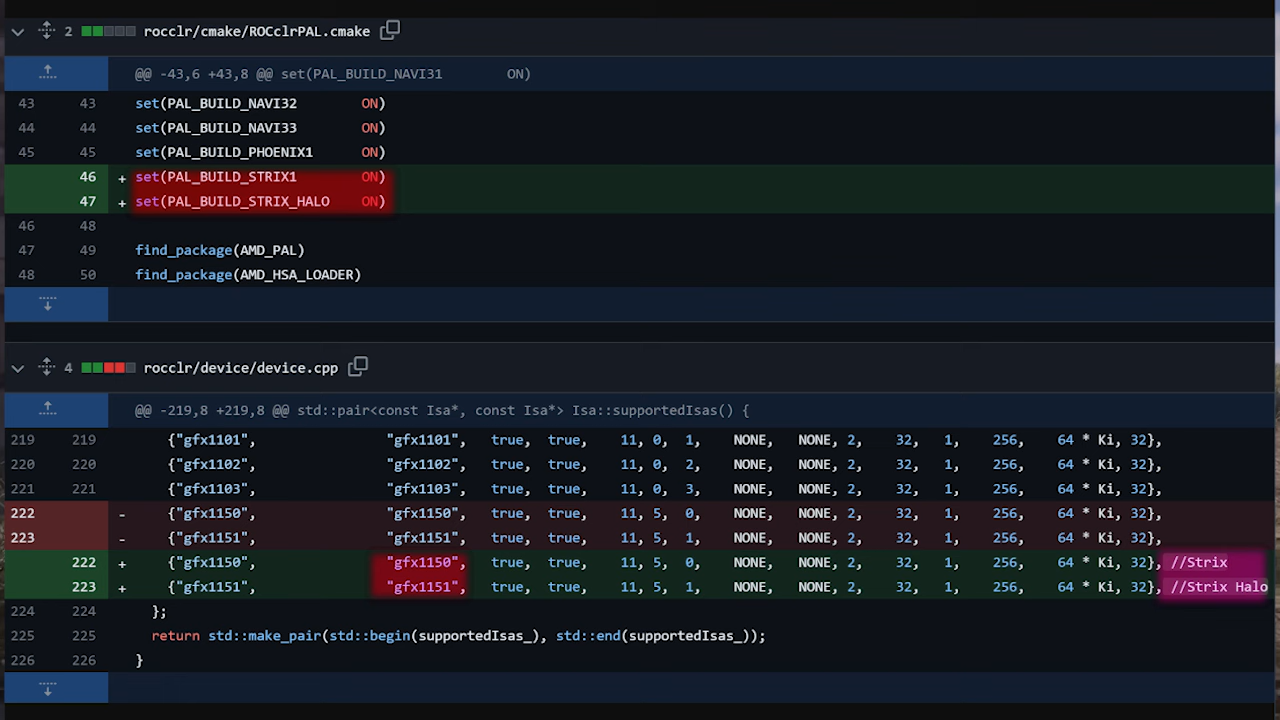 2 rocclr/cmake/ROCclrPAL.cmake
@@ -43,6 +43,8 @@ set(PAL_BUILD_NAVI31 ON)
43 43 set(PAL_BUILD_NAVI32 ON)
44 44 set(PAL_BUILD_NAVI33 ON)
45 45 set(PAL_BUILD_PHOENIX1 ON)
46 + set(PAL_BUILD_STRIX1 ON)
47 + set(PAL_BUILD_STRIX_HALO ON)
46 48
47 49 find_package(AMD_PAL)
48 50 find_package(AMD_HSA_LOADER)
4 rocclr/device/device.cpp
@@ -219,8 +219,8 @@ std::pair<const Isa*, const Isa*> Isa::supportedIsas() {
219 219 {"gfx1101", "gfx1101", true, true, 11, 0, 1, NONE, NONE, 2, 32, 1, 256, 64 * Ki, 32},
220 220 {"gfx1102", "gfx1102", true, true, 11, 0, 2, NONE, NONE, 2, 32, 1, 256, 64 * Ki, 32},
221 221 {"gfx1103", "gfx1103", true, true, 11, 0, 3, NONE, NONE, 2, 32, 1, 256, 64 * Ki, 32},
222 - {"gfx1150", "gfx1150", true, true, 11, 5, 0, NONE, NONE, 2, 32, 1, 256, 64 * Ki, 32},
223 - {"gfx1151", "gfx1151", true, true, 11, 5, 1, NONE, NONE, 2, 32, 1, 256, 64 * Ki, 32},
222 + {"gfx1150", "gfx1150", true, true, 11, 5, 0, NONE, NONE, 2, 32, 1, 256, 64 * Ki, 32}, //Strix
223 + {"gfx1151", "gfx1151", true, true, 11, 5, 1, NONE, NONE, 2, 32, 1, 256, 64 * Ki, 32}, //Strix Halo
224 224 };
225 225 return std::make_pair(std::begin(supportedIsas_), std::end(supportedIsas_));
226 226 }